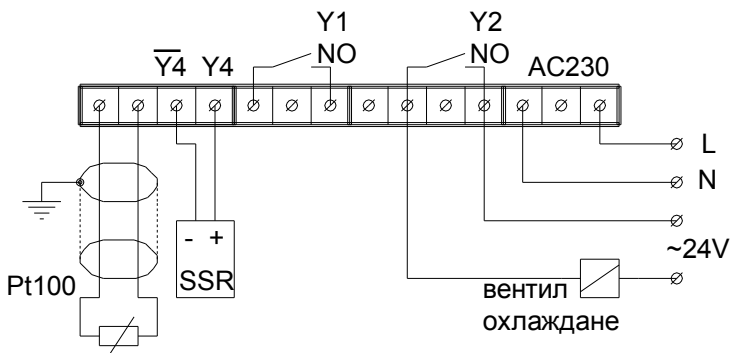 Y1
Y2
Y4 Y4
NO
NO
AC230
L
N
~24V
- +
SSR
Pt100
вентил
охлаждане